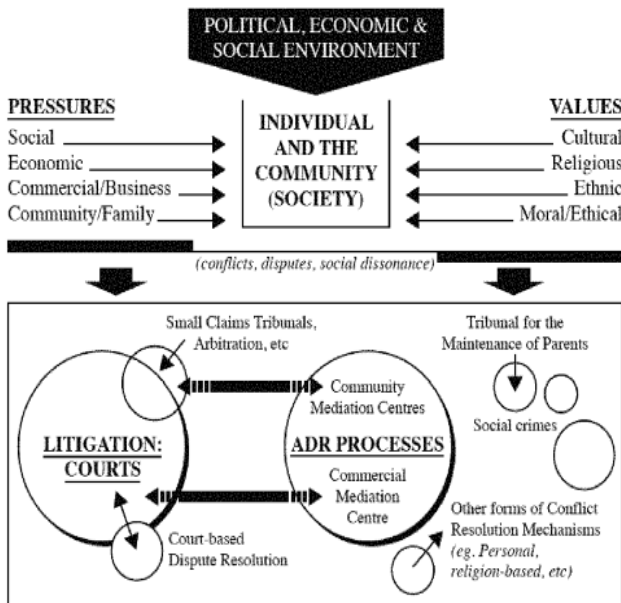 POLITICAL, ECONOMIC &
SOCIAL ENVIRONMENT
PRESSURES
Social
Economic
Commercial/Business
Community/Family
INDIVIDUAL
AND THE
COMMUNITY
(SOCIETY)
VALUES
Cultural
Religious
Ethnic
Moral/Ethical
(conflicts, disputes, social dissonance)
Small Claims Tribunals,
Arbitration, etc
LITIGATION:
COURTS
Court-based
Dispute Resolution
Community
Mediation Centres
ADR PROCESSES
Commercial
Mediation
Centre
Tribunal for the
Maintenance of Parents
Social crimes
Other forms of Conflict
Resolution Mechanisms
(eg. Personal,
religion-based, etc)